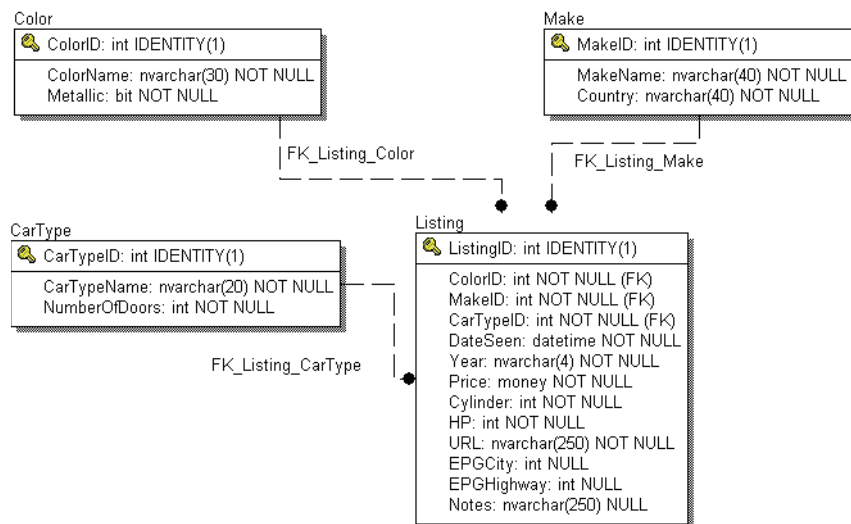 Color
ColorID: int IDENTITY(1)
ColorName: nvarchar(30) NOT NULL
Metallic: bit NOT NULL
Make
MakeID: int IDENTITY(1)
MakeName: nvarchar(40) NOT NULL
Country: nvarchar(40) NOT NULL
FK_Listing_Color
FK_Listing_Make
CarType
CarTypeID: int IDENTITY(1)
CarTypeName: nvarchar(20) NOT NULL
NumberOfDoors: int NOT NULL
FK_Listing_CarType
Listing
ListingID: int IDENTITY(1)
ColorID: int NOT NULL (FK)
MakeID: int NOT NULL (FK)
CarTypeID: int NOT NULL (FK)
DateSeen: datetime NOT NULL
Year: nvarchar(4) NOT NULL
Price: money NOT NULL
Cylinder: int NOT NULL
HP: int NOT NULL
URL: nvarchar(250) NOT NULL
EPGCity: int NULL
EPGHighway: int NULL
Notes: nvarchar(250) NULL